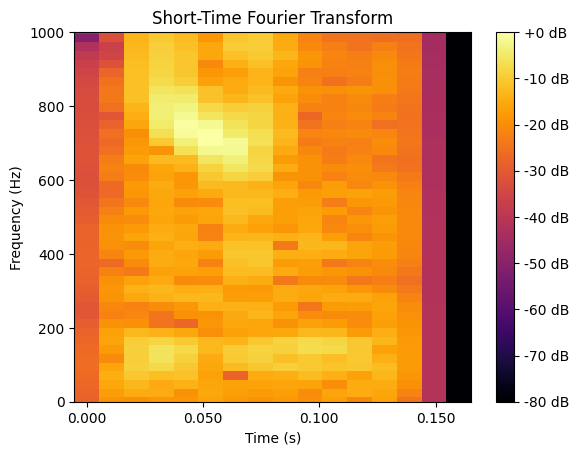 Short-Time Fourier Transform
Frequency (Hz)
1000
800
600
400
200
0
0.000
0.050
0.100
0.150
Time (s)
+0 dB
-10 dB
-20 dB
-30 dB
-40 dB
-50 dB
-60 dB
-70 dB
-80 dB